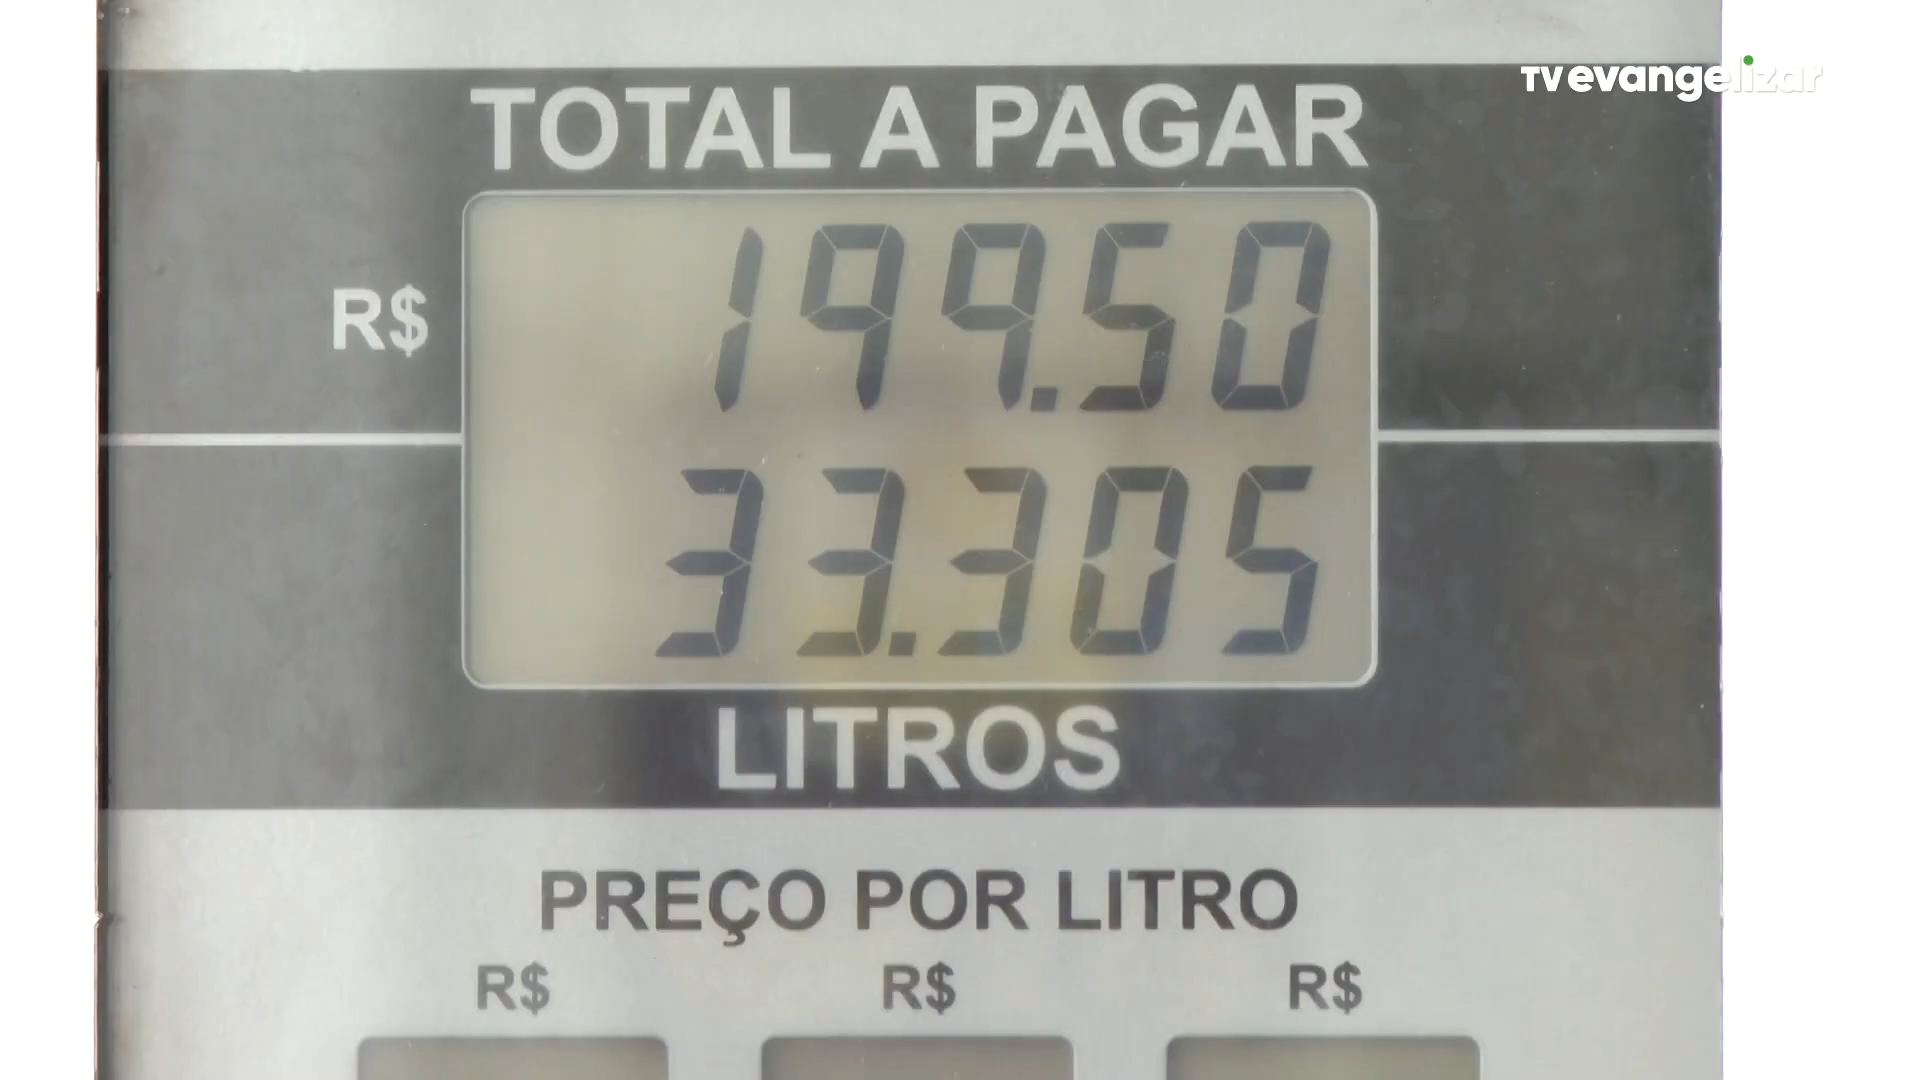 TVevangelizar
TOTAL A PAGAR
R$ 199.50
33.305
LITROS
PREÇO POR LITRO
R$ R$ R$